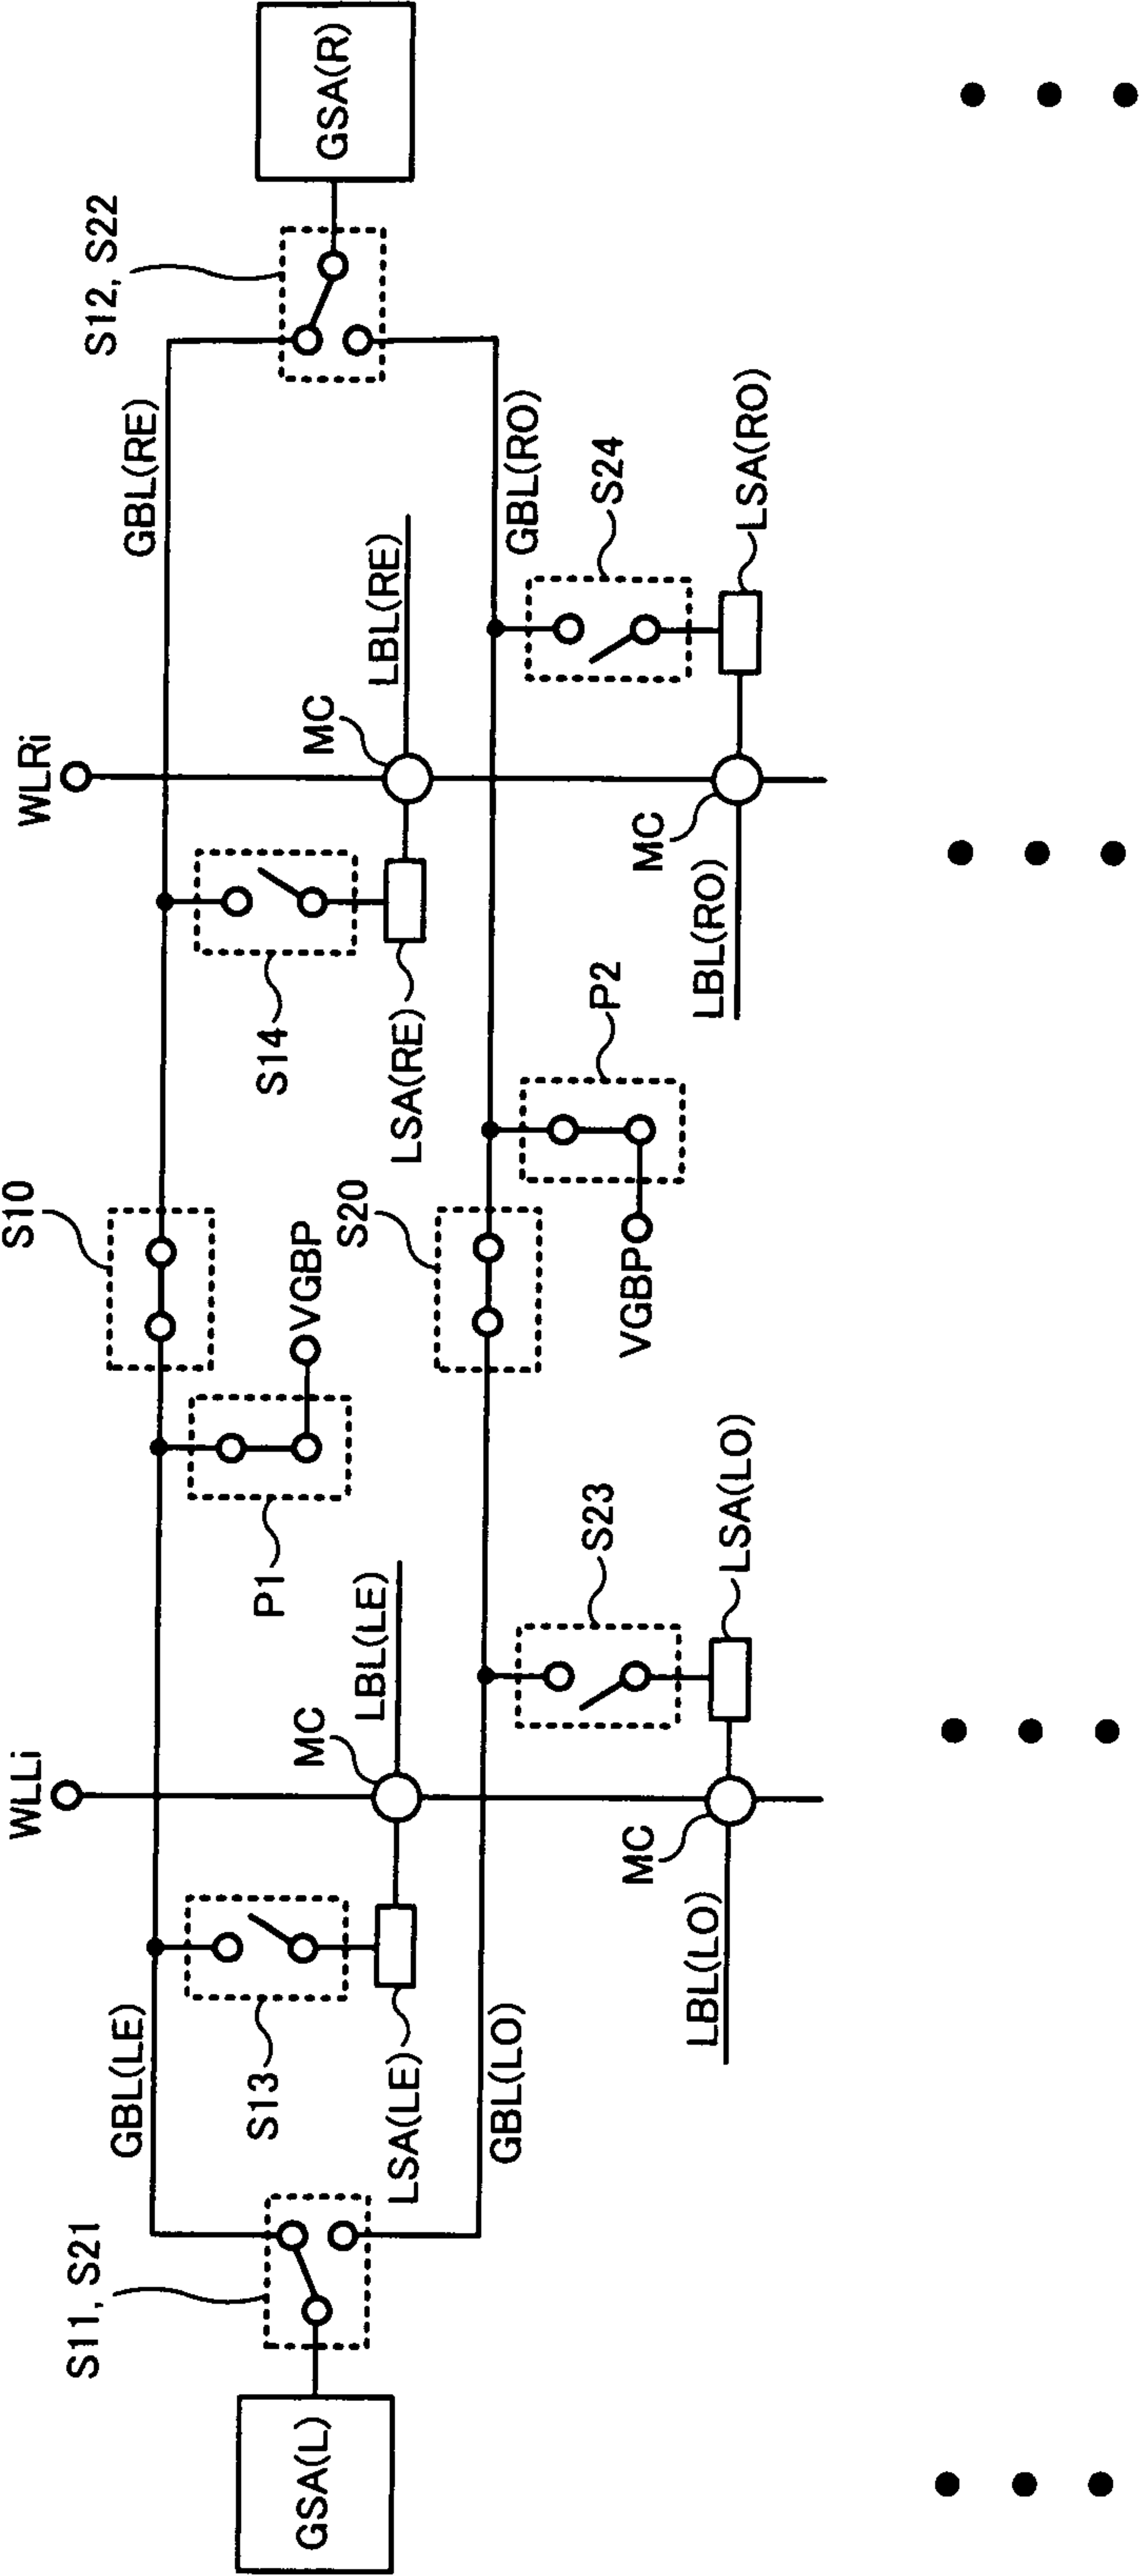 WLLi
S10
WLRi
S11, S21
GBL(LE)
GBL(RE)
S12, S22
S13
P1
VGBP
S14
MC
LBL(LE)
MC
LBL(RE)
GSA(L)
GSA(R)
LSA(LE)
S20
LSA(RE)
GBL(LO)
GBL(RO)
S23
P2
S24
VGBP
MC
MC
LBL(LO)
LSA(LO)
LBL(RO)
LSA(RO)